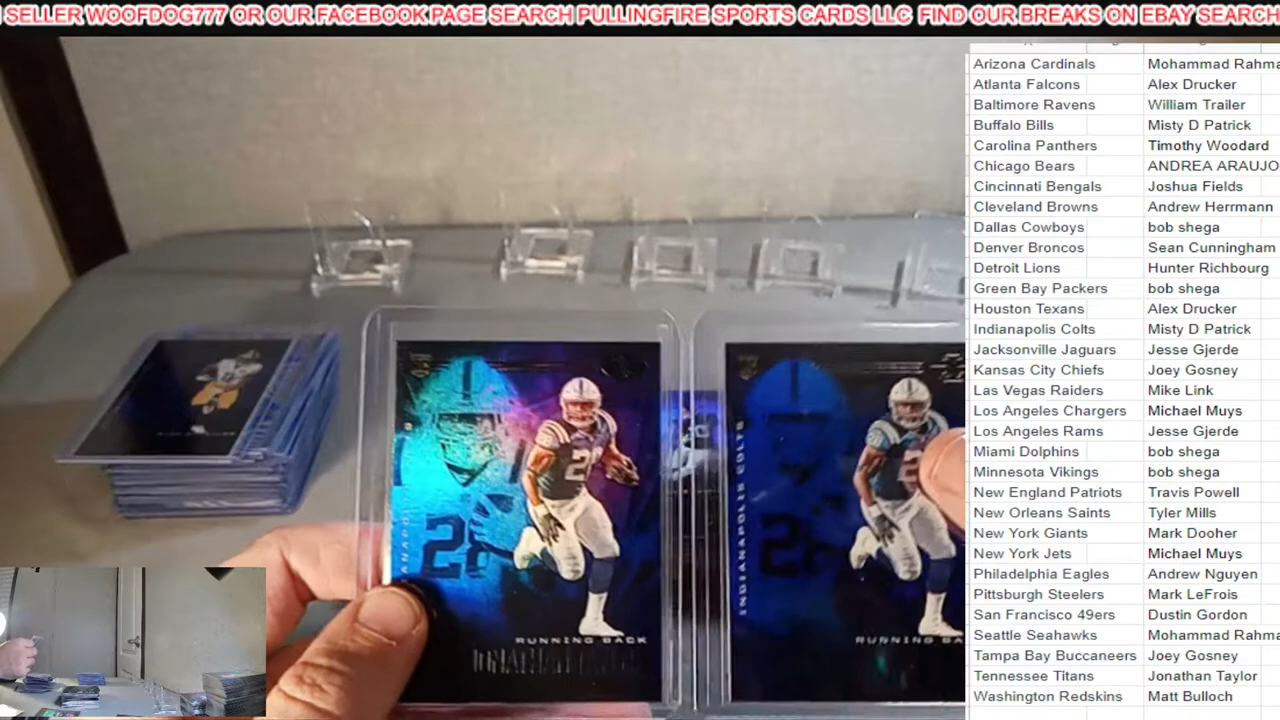 SELLER WOOFDOG777 OR OUR FACEBOOK PAGE SEARCH PULLINGFIRE SPORTS CARDS LLC FIND OUR BREAKS ON EBAY SEARCH
Arizona Cardinals Mohammad Rahma
Atlanta Falcons Alex Drucker
Baltimore Ravens William Trailer
Buffalo Bills Misty D Patrick
Carolina Panthers Timothy Woodard
Chicago Bears ANDREA ARAUJO
Cincinnati Bengals Joshua Fields
Cleveland Browns Andrew Herrmann
Dallas Cowboys bob shega
Denver Broncos Sean Cunningham
Detroit Lions Hunter Richbourg
Green Bay Packers bob shega
Houston Texans Alex Drucker
Indianapolis Colts Misty D Patrick
Jacksonville Jaguars Jesse Gjerde
Kansas City Chiefs Joey Gosney
Las Vegas Raiders Mike Link
Los Angeles Chargers Michael Muys
Los Angeles Rams Jesse Gjerde
Miami Dolphins bob shega
Minnesota Vikings bob shega
New England Patriots Travis Powell
New Orleans Saints Tyler Mills
New York Giants Mark Dooher
New York Jets Michael Muys
Philadelphia Eagles Andrew Nguyen
Pittsburgh Steelers Mark LeFrois
San Francisco 49ers Dustin Gordon
Seattle Seahawks Mohammad Rahma
Tampa Bay Buccaneers Joey Gosney
Tennessee Titans Jonathan Taylor
Washington Redskins Matt Bulloch
28
RUNNING BACK
INDIANAPOLIS COLTS
RUNNING BA